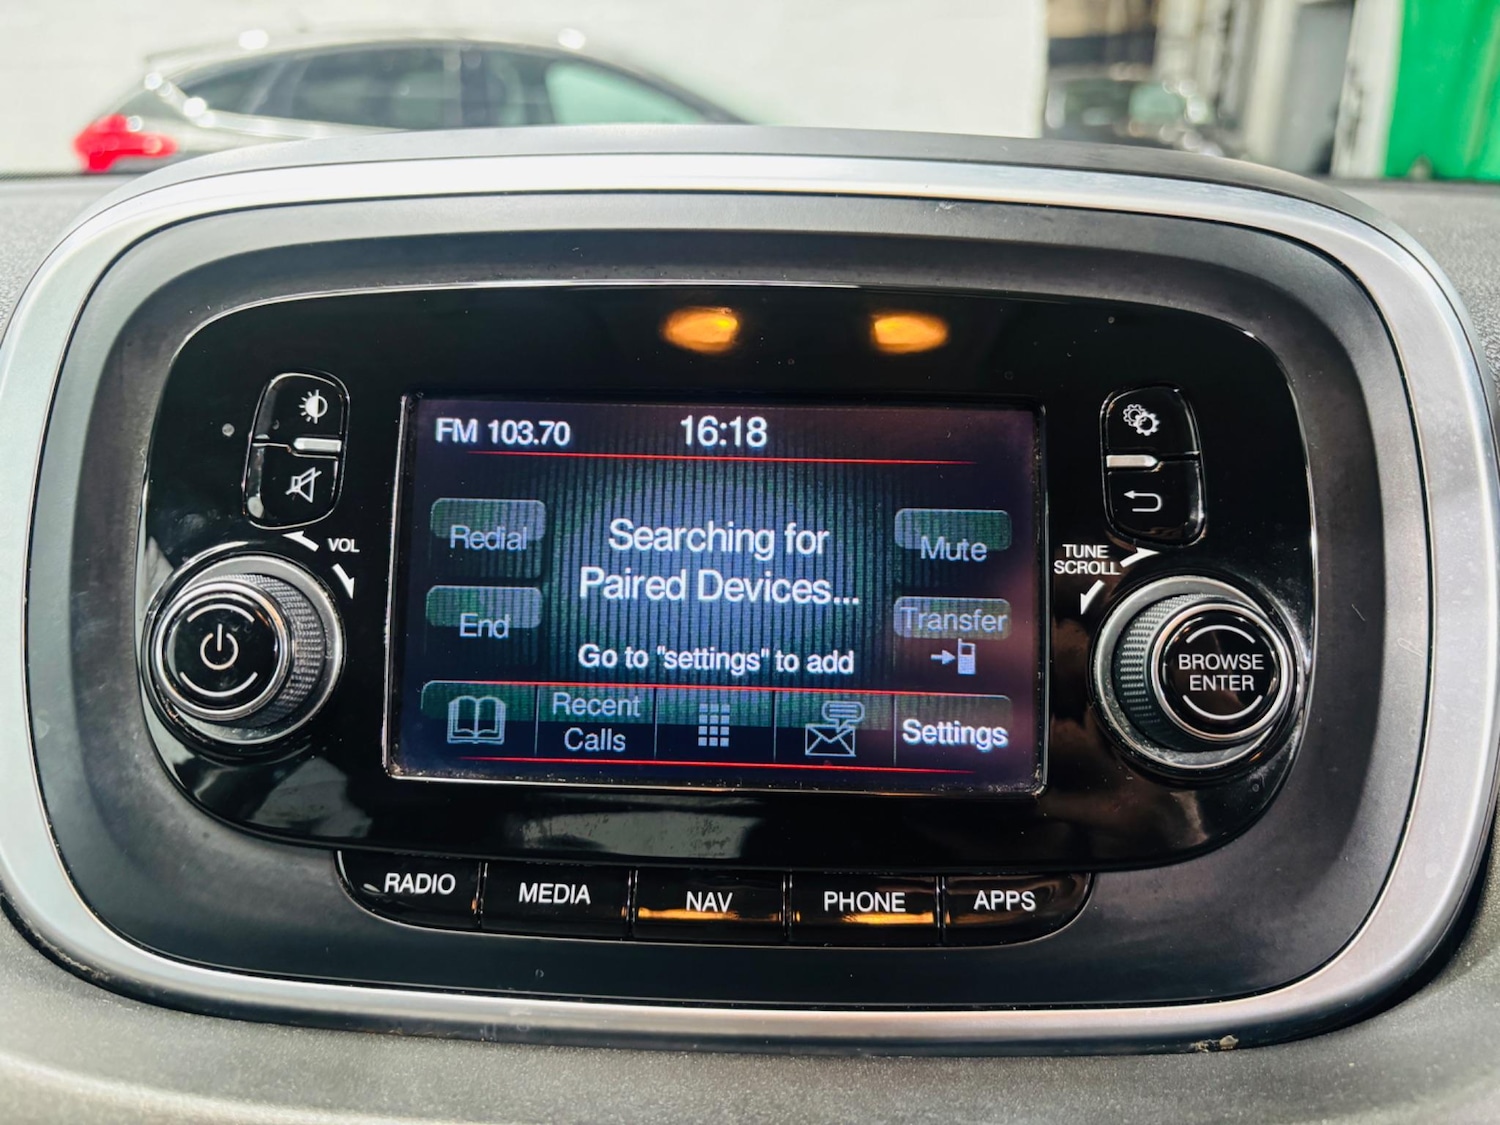 FM 103.70
16:18
Redial
Searching for
Paired Devices...
Mute
End
Transfer
Go to "settings" to add
Recent
Calls
Settings
VOL
TUNE
SCROLL
BROWSE
ENTER
RADIO
MEDIA
NAV
PHONE
APPS